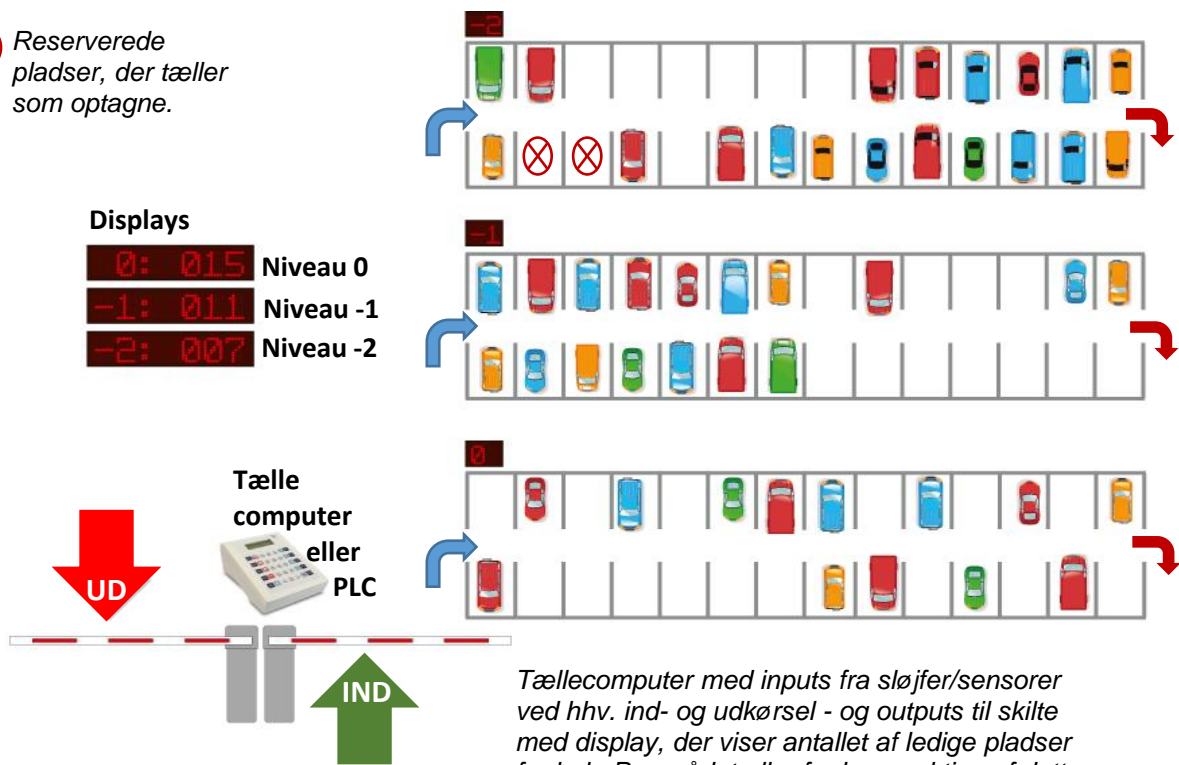 Reserverede
pladser, der tæller
som optagne.
-2
Displays
0: 015 Niveau 0
-1: 011 Niveau -1
-2: 007 Niveau -2
-1
0
Tælle
computer
eller
PLC
UD
IND
Tællecomputer med inputs fra sløjfer/sensorer
ved hhv. ind- og udkørsel - og outputs til skilte
med display, der viser antallet af ledige pladser